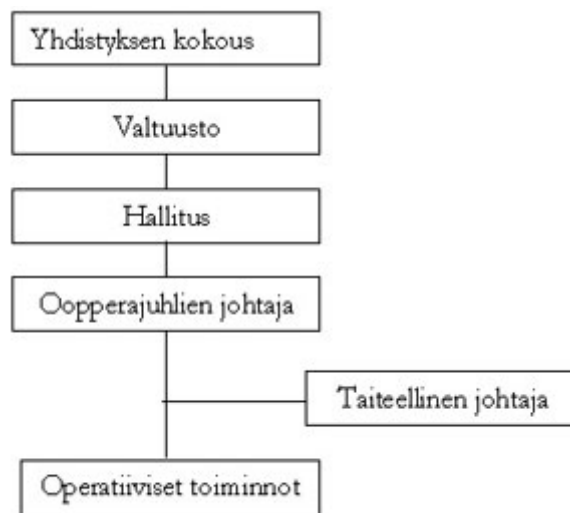 Yhdistyksen kokous
Valtuusto
Hallitus
Oopperajuhlien johtaja
Taiteellinen johtaja
Operatiiviset toiminnot